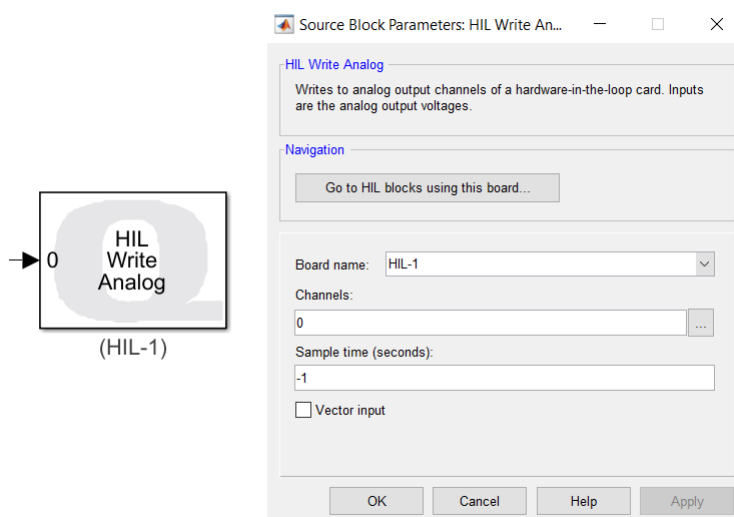 Source Block Parameters: HIL Write An...
HIL Write Analog
Writes to analog output channels of a hardware-in-the-loop card. Inputs
are the analog output voltages.
Navigation
Go to HIL blocks using this board...
0
HIL
Write
Analog
(HIL-1)
Board name: HIL-1
Channels:
0
...
Sample time (seconds):
-1
Vector input
OK Cancel Help Apply